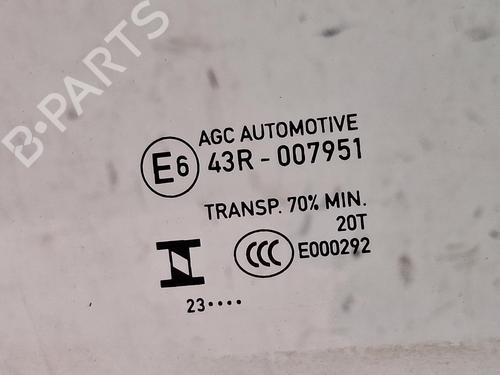 B-PARTS
AGC AUTOMOTIVE
E6 43R - 007951
TRANSP. 70% MIN.
20T
CCC E000292
23••••